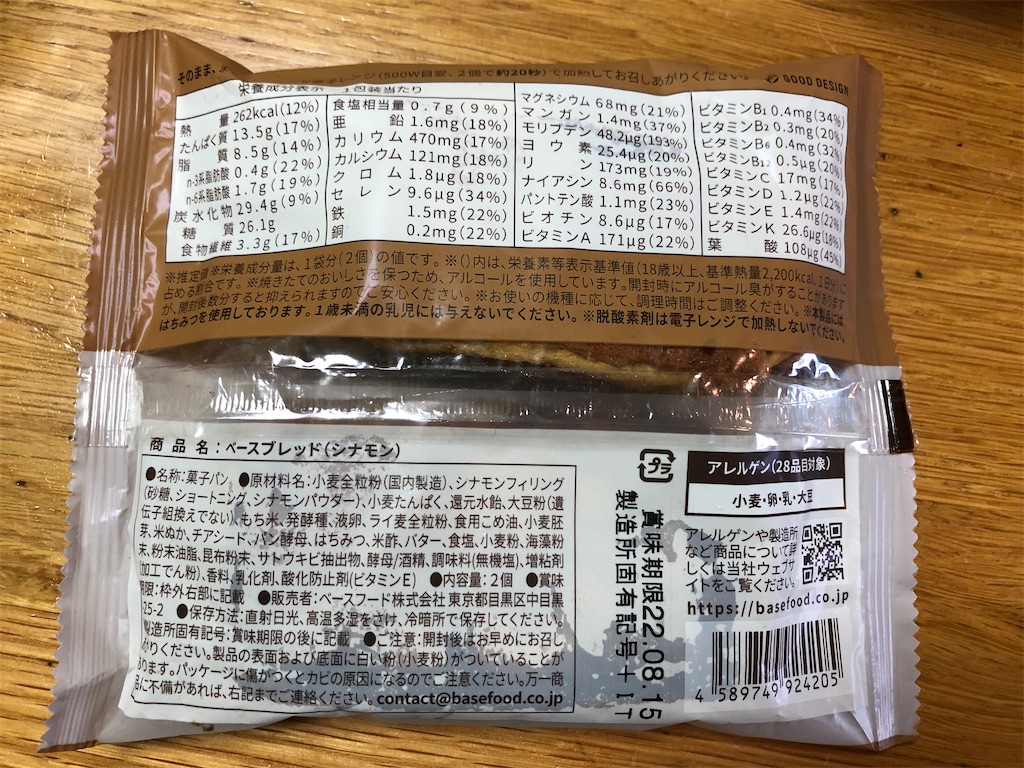 そのまま、
レンジ(500W目安、2個で約20秒)で加熱してお召しあがりください。
GOOD DESIGN
栄養成分表示 1包装当たり
熱量 262kcal(12%)
たんぱく質 13.5g(17%)
脂質 8.5g(14%)
n-3系脂肪酸 0.4g(22%)
n-6系脂肪酸 1.7g(19%)
炭水化物 29.4g(9%)
糖質 26.1g
食物繊維 3.3g(17%)
食塩相当量 0.7g(9%)
亜鉛 1.6mg(18%)
カリウム 470mg(17%)
カルシウム 121mg(18%)
クロム 1.8μg(18%)
セレン 9.6μg(34%)
鉄 1.5mg(22%)
銅 0.2mg(22%)
マグネシウム 68mg(21%)
マンガン 1.4mg(37%)
モリブデン 48.2μg(193%)
ヨウ素 25.4μg(20%)
リン 173mg(19%)
ナイアシン 8.6mg(66%)
パントテン酸 1.1mg(23%)
ビオチン 8.6μg(17%)
ビタミンA 171μg(22%)
ビタミンB1 0.4mg(34%)
ビタミンB2 0.3mg(20%)
ビタミンB6 0.4mg(32%)
ビタミンB12 0.5μg(20%)
ビタミンC 17mg(17%)
ビタミンD 1.2μg(22%)
ビタミンE 1.4mg(22%)
ビタミンK 26.6μg(18%)
葉酸 108μg(45%)
※推定値 ※栄養成分量は、1袋分(2個)の値です。※()内は、栄養素等表示基準値(18歳以上、基準熱量2,200kcal、1日分)に
占める割合です。※焼きたてのおいしさを保つため、アルコールを使用しています。開封時にアルコール臭がすることがあります
が、開封後数分すると抑えられますのでご安心ください。※お使いの機種に応じて、調理時間はご調整ください。※本製品には
はちみつを使用しております。1歳未満の乳児には与えないでください。※脱酸素剤は電子レンジで加熱しないでください。
商品名:ベースブレッド(シナモン)
●名称:菓子パン ●原材料名:小麦全粒粉(国内製造)、シナモンフィリング
(砂糖、ショートニング、シナモンパウダー)、小麦たんぱく、還元水飴、大豆粉(遺
伝子組換えでない)、もち米、発酵種、液卵、ライ麦全粒粉、食用こめ油、小麦胚
芽、米ぬか、チアシード、パン酵母、はちみつ、米酢、バター、食塩、小麦粉、海藻粉
末、粉末油脂、昆布粉末、サトウキビ抽出物、酵母/酒精、調味料(無機塩)、増粘剤
(加工でん粉)、香料、乳化剤、酸化防止剤(ビタミンE) ●内容量:2個 ●賞味
期限:枠外右部に記載 ●販売者:ベースフード株式会社 東京都目黒区中目黒
25-2 ●保存方法:直射日光、高温多湿をさけ、冷暗所で保存してください。
製造所固有記号:賞味期限の後に記載 ●ご注意:開封後はお早めにお召し
がりください。製品の表面および底面に白い粉(小麦粉)がついていることが
ります。パッケージに傷がつくとカビの原因になるのでご注意ください。万一商
に不備があれば、右記までご連絡ください。contact@basefood.co.jp
プラ
賞味期限22.08.15
製造所固有記号+IT
アレルゲン(28品目対象)
小麦・卵・乳・大豆
アレルゲンや製造所
など商品について詳
しくは当社ウェブサ
イトをご覧ください。
https://basefood.co.jp
4 589749 924205